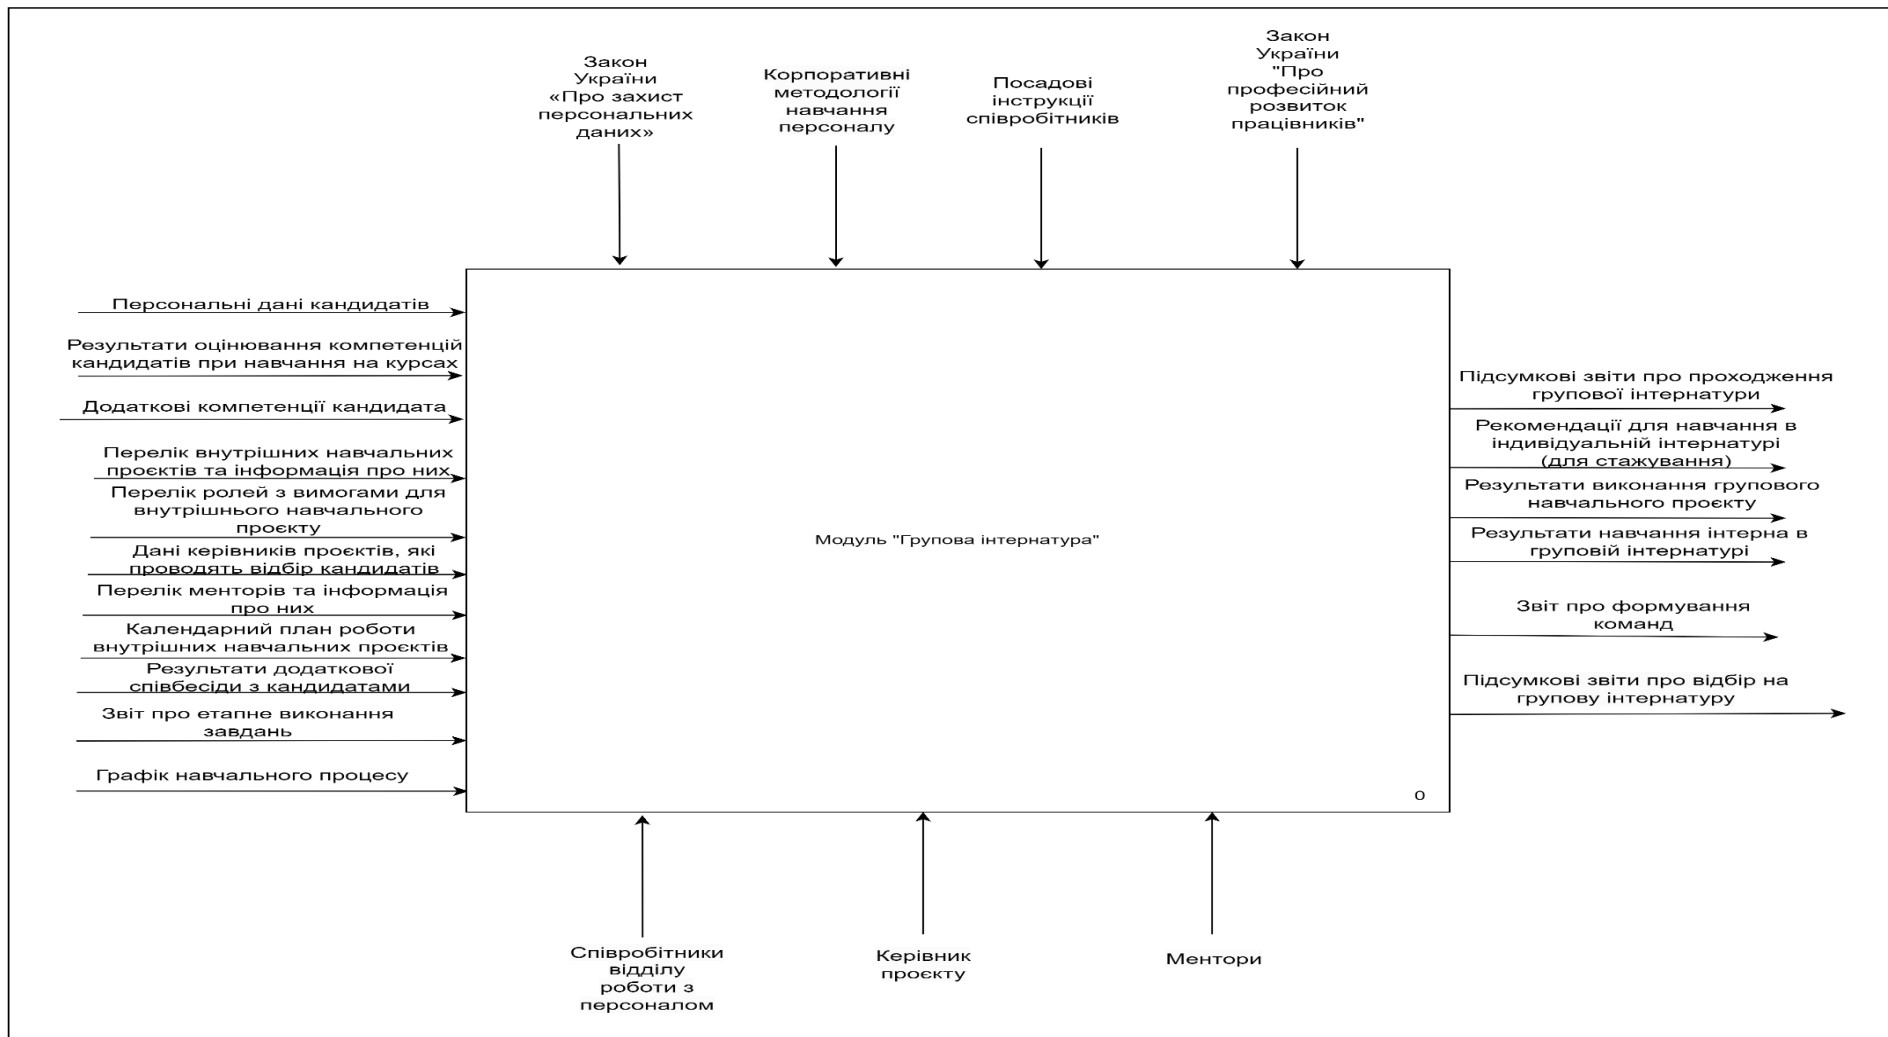 Закон
України
«Про захист
персональних
даних»
Корпоративні
методології
навчання
персоналу
Посадові
інструкції
співробітників
Закон
України
"Про
професійний
розвиток
працівників"
Персональні дані кандидатів
Результати оцінювання компетенцій
кандидатів при навчання на курсах
Додаткові компетенції кандидата
Перелік внутрішних навчальних
проєктів та інформація про них
Перелік ролей з вимогами для
внутрішнього навчального
проєкту
Дані керівників проєктів, які
проводять відбір кандидатів
Перелік менторів та інформація
про них
Календарний план роботи
внутрішних навчальних проєктів
Результати додаткової
співбесіди з кандидатами
Звіт про етапне виконання
завдань
Графік навчального процесу
Модуль "Групова інтернатура"
0
Підсумкові звіти про проходження
групової інтернатури
Рекомендації для навчання в
індивідуальній інтернатурі
(для стажування)
Результати виконання групового
навчального проєкту
Результати навчання інтерна в
груповій інтернатурі
Звіт про формування
команд
Підсумкові звіти про відбір на
групову інтернатуру
Співробітники
відділу
роботи з
персоналом
Керівник
проєкту
Ментори